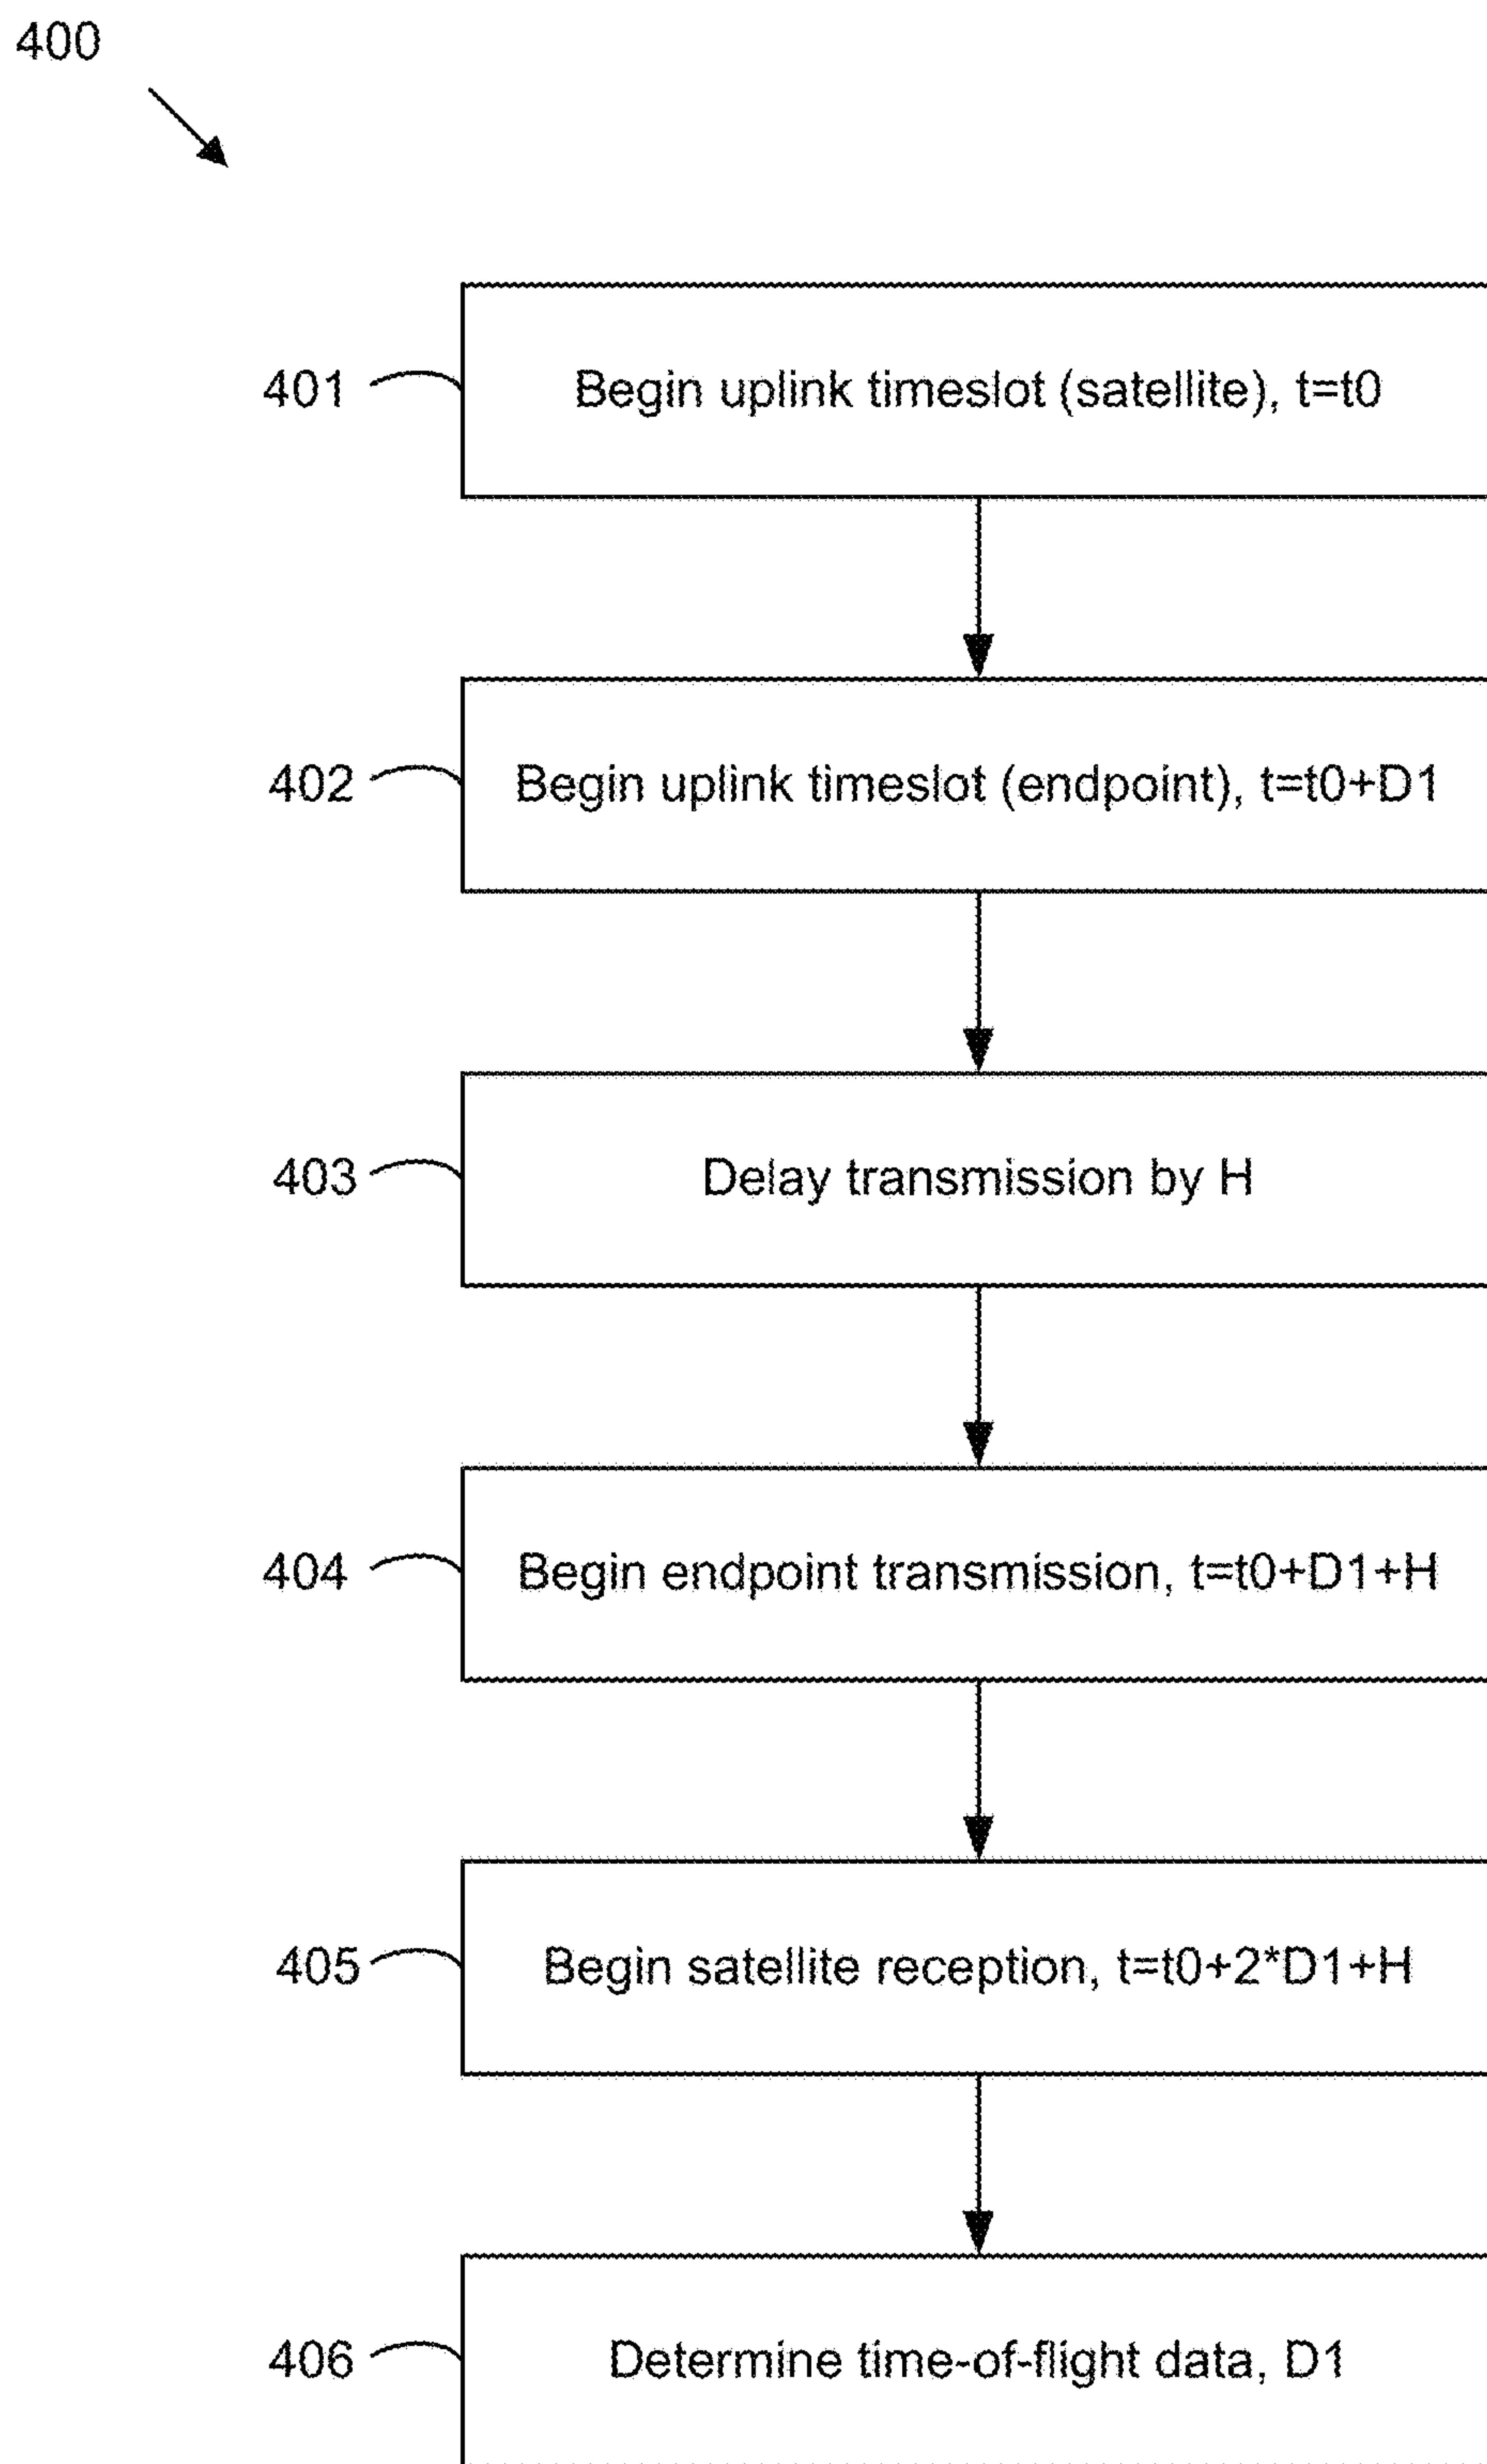 400
401 Begin uplink timeslot (satellite), t=t0
402 Begin uplink timeslot (endpoint), t=t0+D1
403 Delay transmission by H
404 Begin endpoint transmission, t=t0+D1+H
405 Begin satellite reception, t=t0+2*D1+H
406 Determine time-of-flight data, D1